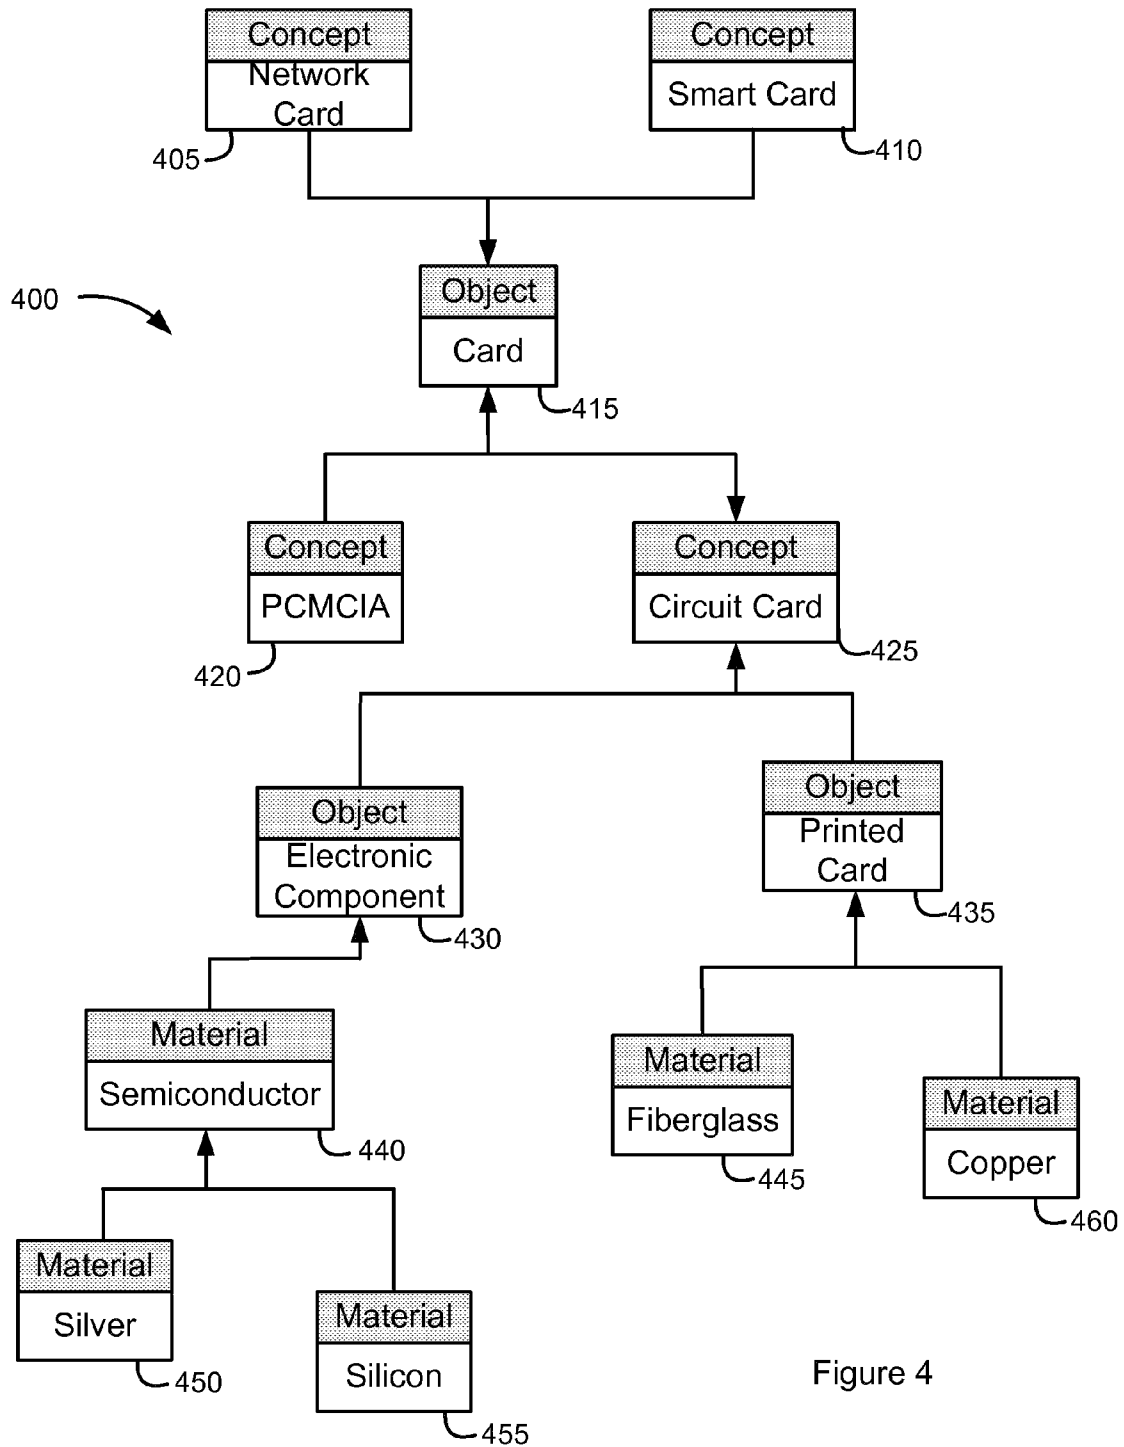 Concept
Network
Card
405
Concept
Smart Card
410
400
Object
Card
415
Concept
PCMCIA
420
Concept
Circuit Card
425
Object
Electronic
Component
430
Object
Printed
Card
435
Material
Semiconductor
440
Material
Fiberglass
445
Material
Copper
460
Material
Silver
450
Material
Silicon
455
Figure 4